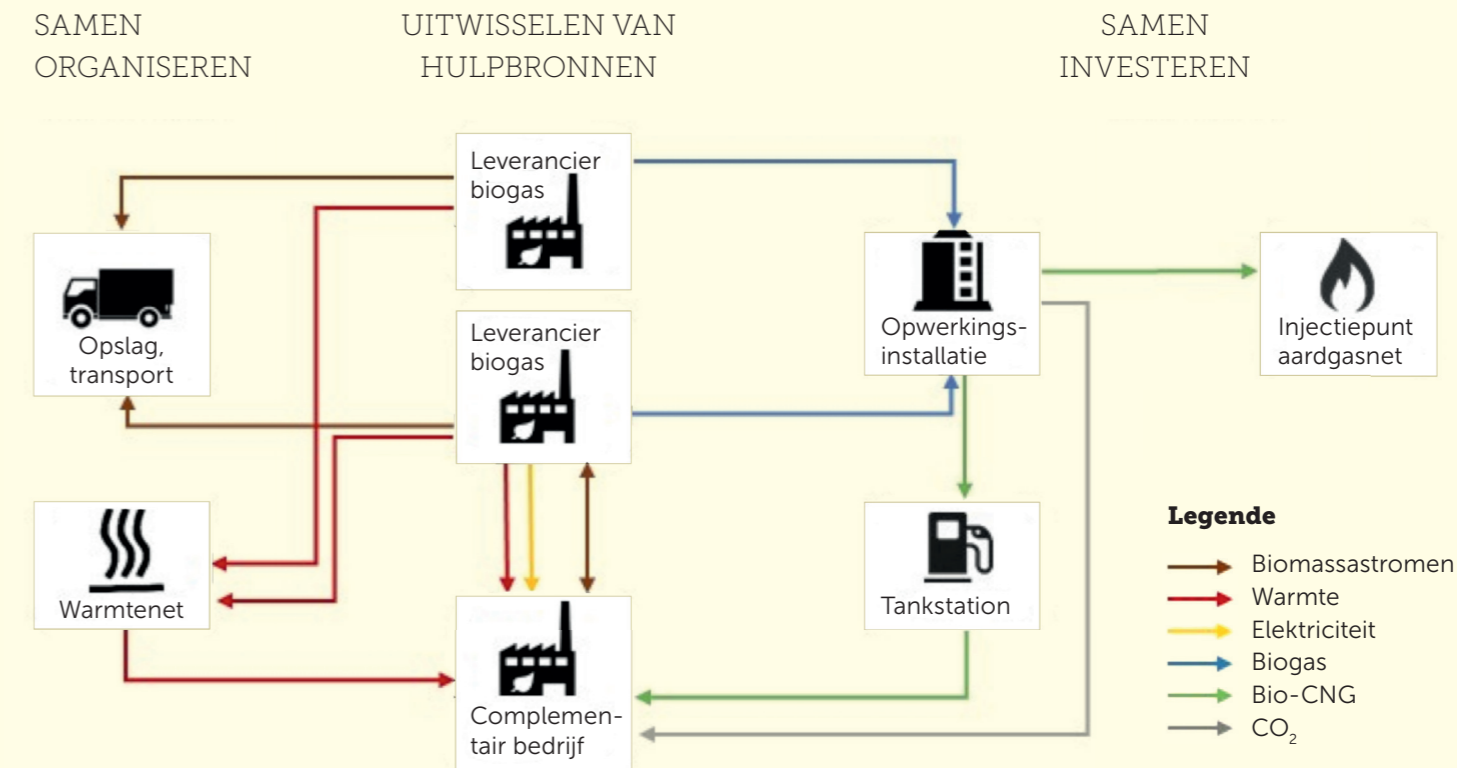 SAMEN
ORGANISEREN
UITWISSELEN VAN
HULPBRONNEN
SAMEN
INVESTEREN
Leverancier
biogas
Opslag,
transport
Leverancier
biogas
Opwerkings-
installatie
Injectiepunt
aardgasnet
Warmtenet
Tankstation
Complemen-
tair bedrijf
Legende
Biomassastromen
Warmte
Elektriciteit
Biogas
Bio-CNG
CO₂